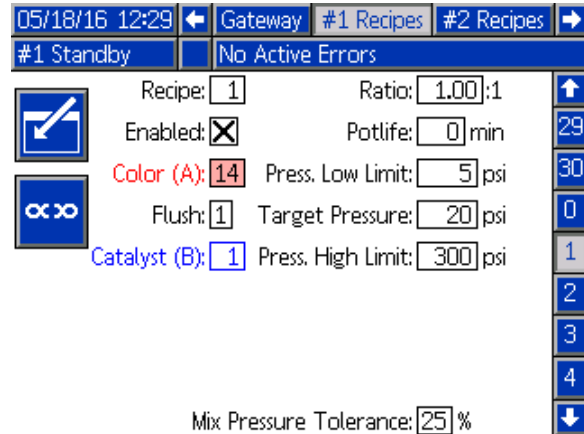 05/18/16 12:29 Gateway #1 Recipes #2 Recipes
#1 Standby No Active Errors
Recipe: 1 Ratio: 1.00 :1
Enabled: Potlife: 0 min 29
Color (A): 14 Press. Low Limit: 5 psi 30
Flush: 1 Target Pressure: 20 psi 0
Catalyst (B): 1 Press. High Limit: 300 psi 1
2
3
4
Mix Pressure Tolerance: 25 %